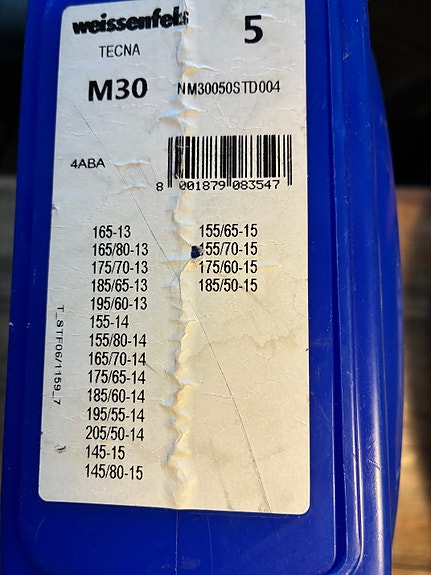 weissenfels
5
TECNA
M30
NM30050STD004
4ABA
8 001879 083547
165-13
165/80-13
175/70-13
185/65-13
195/60-13
155-14
155/80-14
165/70-14
175/65-14
185/60-14
195/55-14
205/50-14
145-15
145/80-15
155/65-15
155/70-15
175/60-15
185/50-15
T_STF06/1159_7